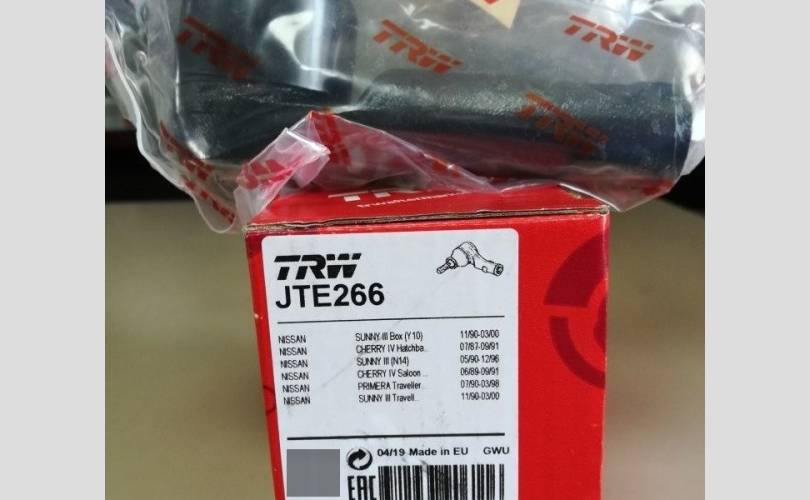 TRW
TRW
TRW
TRW
TRW
JTE266
NISSAN SUNNY III Box (Y10) 11/90-03/00
NISSAN CHERRY IV Hatchba.. 07/87-09/91
NISSAN SUNNY III (N14) 05/90-12/96
NISSAN CHERRY IV Saloon ... 06/89-09/91
NISSAN PRIMERA Traveller.. 07/90-03/98
NISSAN SUNNY III Travell.. 11/90-03/00
04/19 Made in EU GWU
EAC